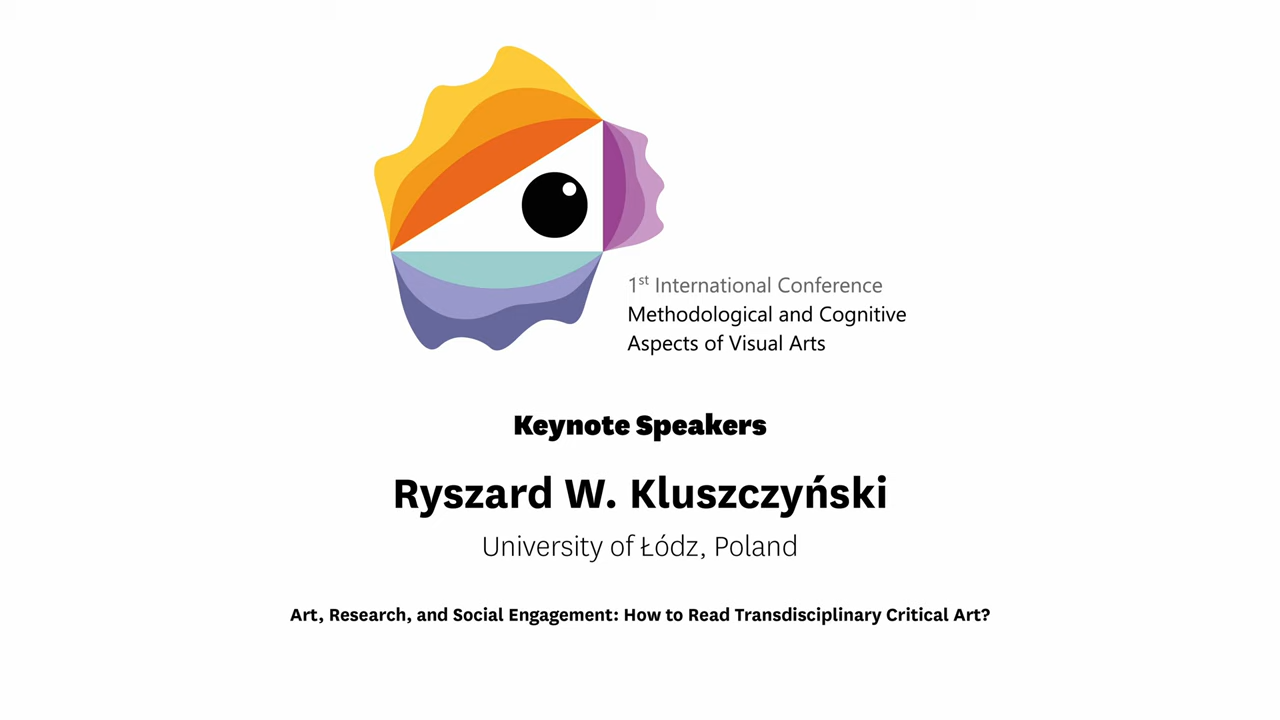 1st International Conference
Methodological and Cognitive
Aspects of Visual Arts
Keynote Speakers
Ryszard W. Kluszczyński
University of Łódz, Poland
Art, Research, and Social Engagement: How to Read Transdisciplinary Critical Art?